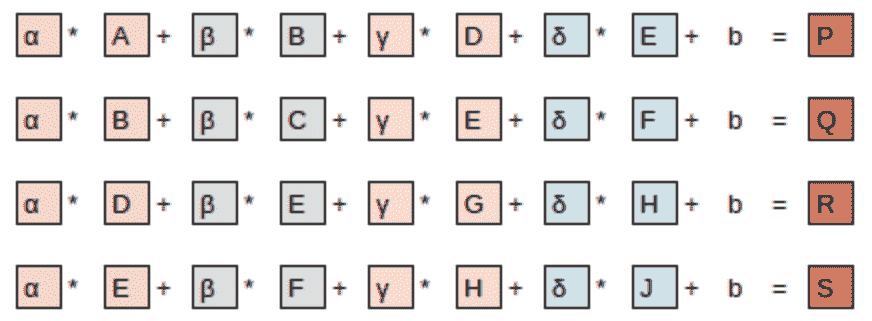 α * A + β * B + γ * D + δ * E + b = P
α * B + β * C + γ * E + δ * F + b = Q
α * D + β * E + γ * G + δ * H + b = R
α * E + β * F + γ * H + δ * J + b = S